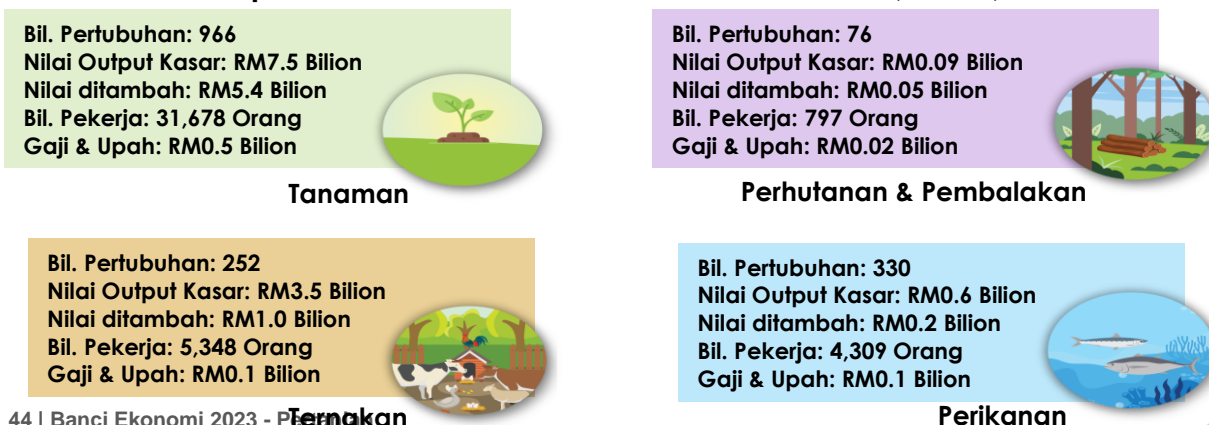 Bil. Pertubuhan: 966
Nilai Output Kasar: RM7.5 Bilion
Nilai ditambah: RM5.4 Bilion
Bil. Pekerja: 31,678 Orang
Gaji & Upah: RM0.5 Bilion
Tanaman
Bil. Pertubuhan: 76
Nilai Output Kasar: RM0.09 Bilion
Nilai ditambah: RM0.05 Bilion
Bil. Pekerja: 797 Orang
Gaji & Upah: RM0.02 Bilion
Perhutanan & Pembalakan
Bil. Pertubuhan: 252
Nilai Output Kasar: RM3.5 Bilion
Nilai ditambah: RM1.0 Bilion
Bil. Pekerja: 5,348 Orang
Gaji & Upah: RM0.1 Bilion
Ternakan
Bil. Pertubuhan: 330
Nilai Output Kasar: RM0.6 Bilion
Nilai ditambah: RM0.2 Bilion
Bil. Pekerja: 4,309 Orang
Gaji & Upah: RM0.1 Bilion
Perikanan
44 | Banci Ekonomi 2023 -